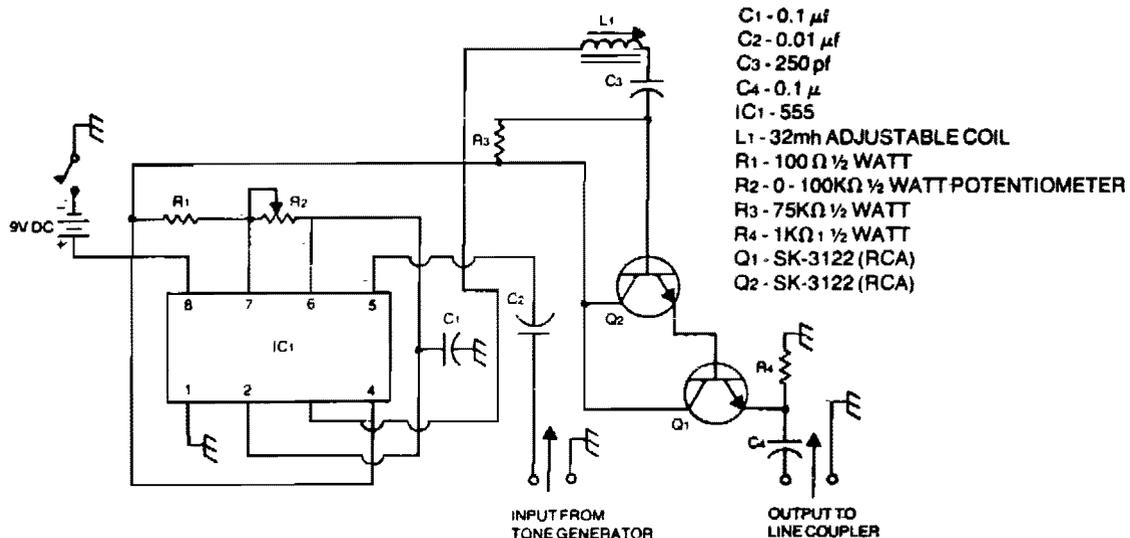 L1
C3
R3
9V DC
-
+
R1
R2
8
7
6
5
IC1
C1
C2
1
2
4
Q2
Q1
R4
C4
INPUT FROM
TONE GENERATOR
OUTPUT TO
LINE COUPLER
C1 - 0.1 µf
C2 - 0.01 µf
C3 - 250 pf
C4 - 0.1 µ
IC1 - 555
L1 - 32mh ADJUSTABLE COIL
R1 - 100 Ω ½ WATT
R2 - 0 - 100KΩ ½ WATT POTENTIOMETER
R3 - 75KΩ ½ WATT
R4 - 1KΩ 1 ½ WATT
Q1 - SK-3122 (RCA)
Q2 - SK-3122 (RCA)